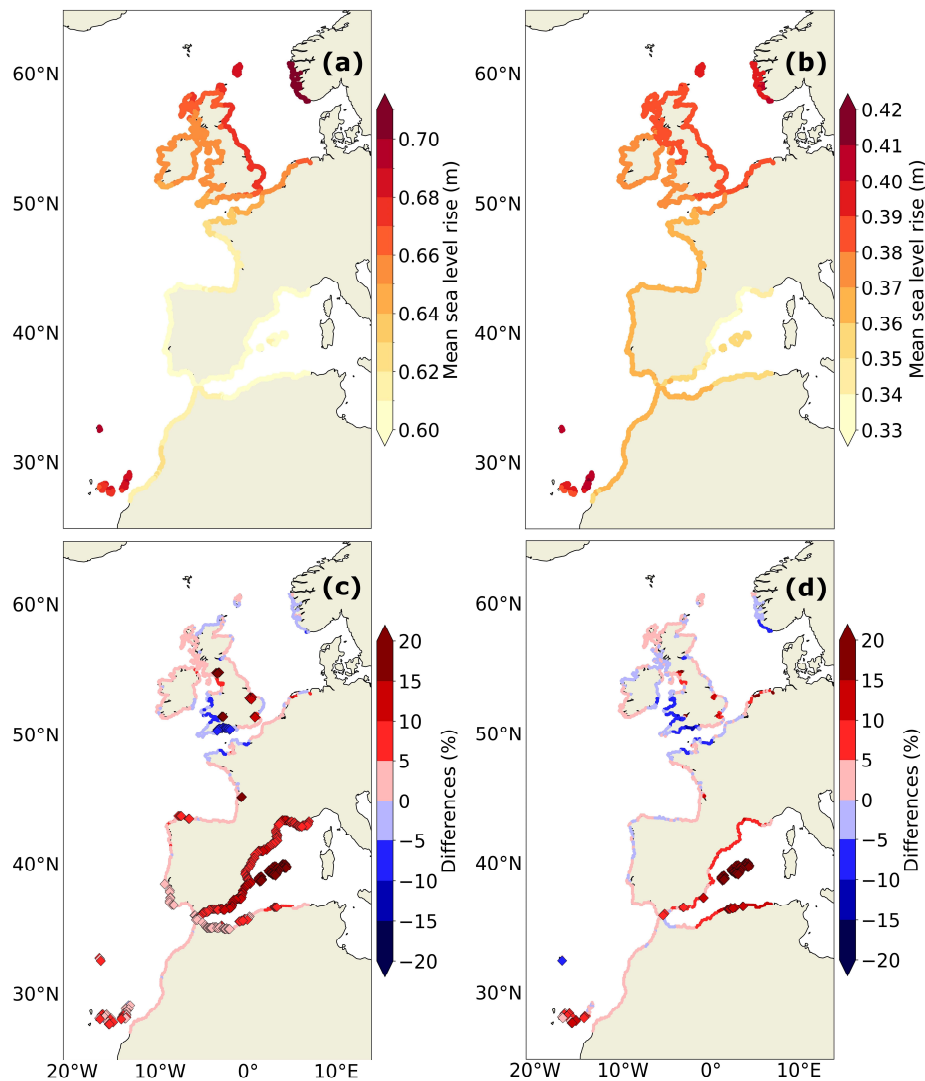 (a)
60°N
50°N
40°N
30°N
0.70
0.68
0.66
0.64
0.62
0.60
Mean sea level rise (m)
(b)
60°N
50°N
40°N
30°N
0.42
0.41
0.40
0.39
0.38
0.37
0.36
0.35
0.34
0.33
Mean sea level rise (m)
(c)
60°N
50°N
40°N
30°N
20°W
10°W
0°
10°E
20
15
10
5
0
−5
−10
−15
−20
Differences (%)
(d)
60°N
50°N
40°N
30°N
20°W
10°W
0°
10°E
20
15
10
5
0
−5
−10
−15
−20
Differences (%)